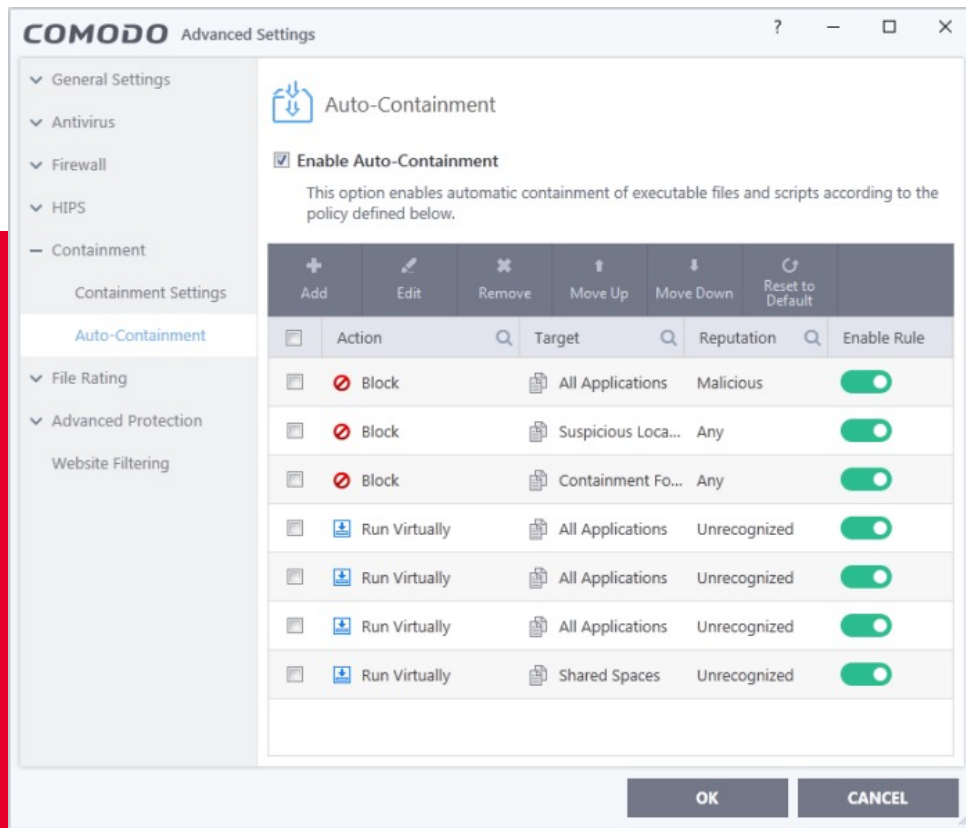 COMODO Advanced Settings
?
General Settings
Antivirus
Firewall
HIPS
Containment
Containment Settings
Auto-Containment
File Rating
Advanced Protection
Website Filtering
Auto-Containment
Enable Auto-Containment
This option enables automatic containment of executable files and scripts according to the
policy defined below.
Add Edit Remove Move Up Move Down Reset to
Default
Action Target Reputation Enable Rule
Block All Applications Malicious
Block Suspicious Loca... Any
Block Containment Fo... Any
Run Virtually All Applications Unrecognized
Run Virtually All Applications Unrecognized
Run Virtually All Applications Unrecognized
Run Virtually Shared Spaces Unrecognized
OK CANCEL